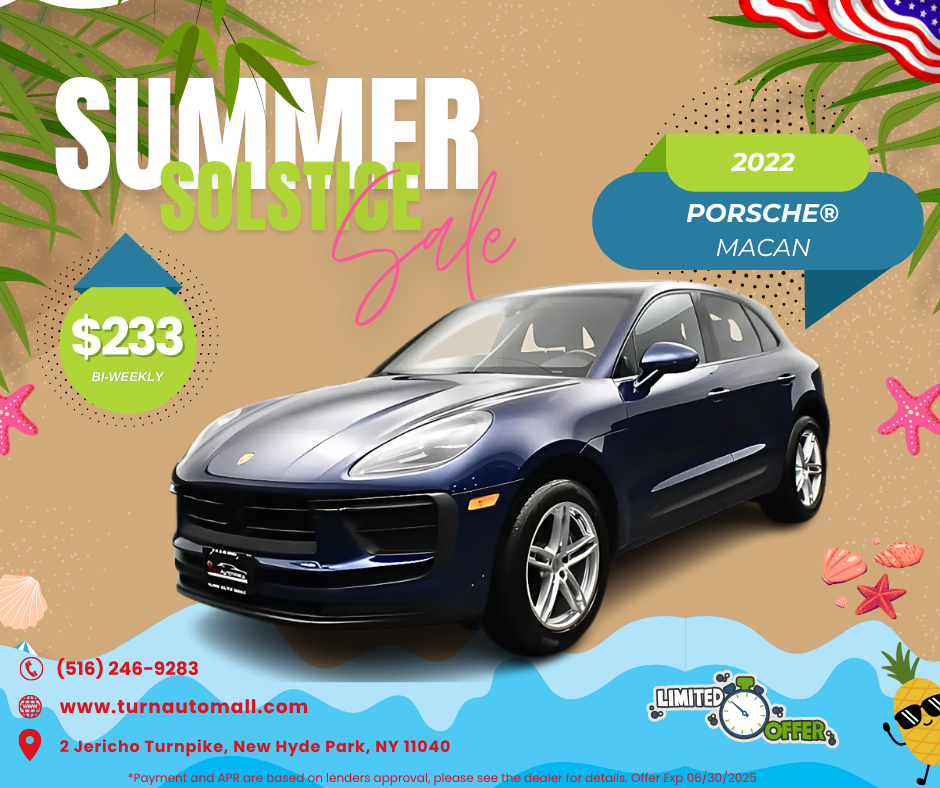 SUMMER
SOLSTICE
Sale
2022
PORSCHE®
MACAN
$233
BI-WEEKLY
(516) 246-9283
www.turnautomall.com
2 Jericho Turnpike, New Hyde Park, NY 11040
LIMITED
OFFER
*Payment and APR are based on lenders approval, please see the dealer for details. Offer Exp 06/30/2025